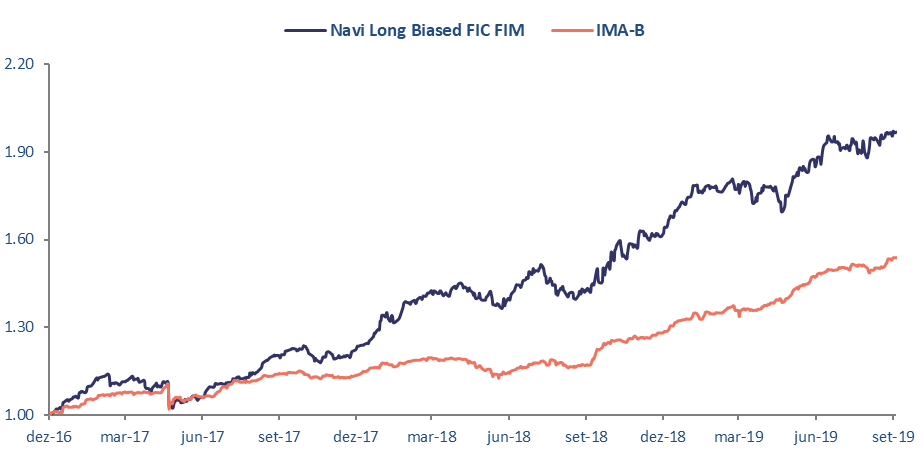 Navi Long Biased FIC FIM IMA-B
2.20
1.90
1.60
1.30
1.00
dez-16 mar-17 jun-17 set-17 dez-17 mar-18 jun-18 set-18 dez-18 mar-19 jun-19 set-19